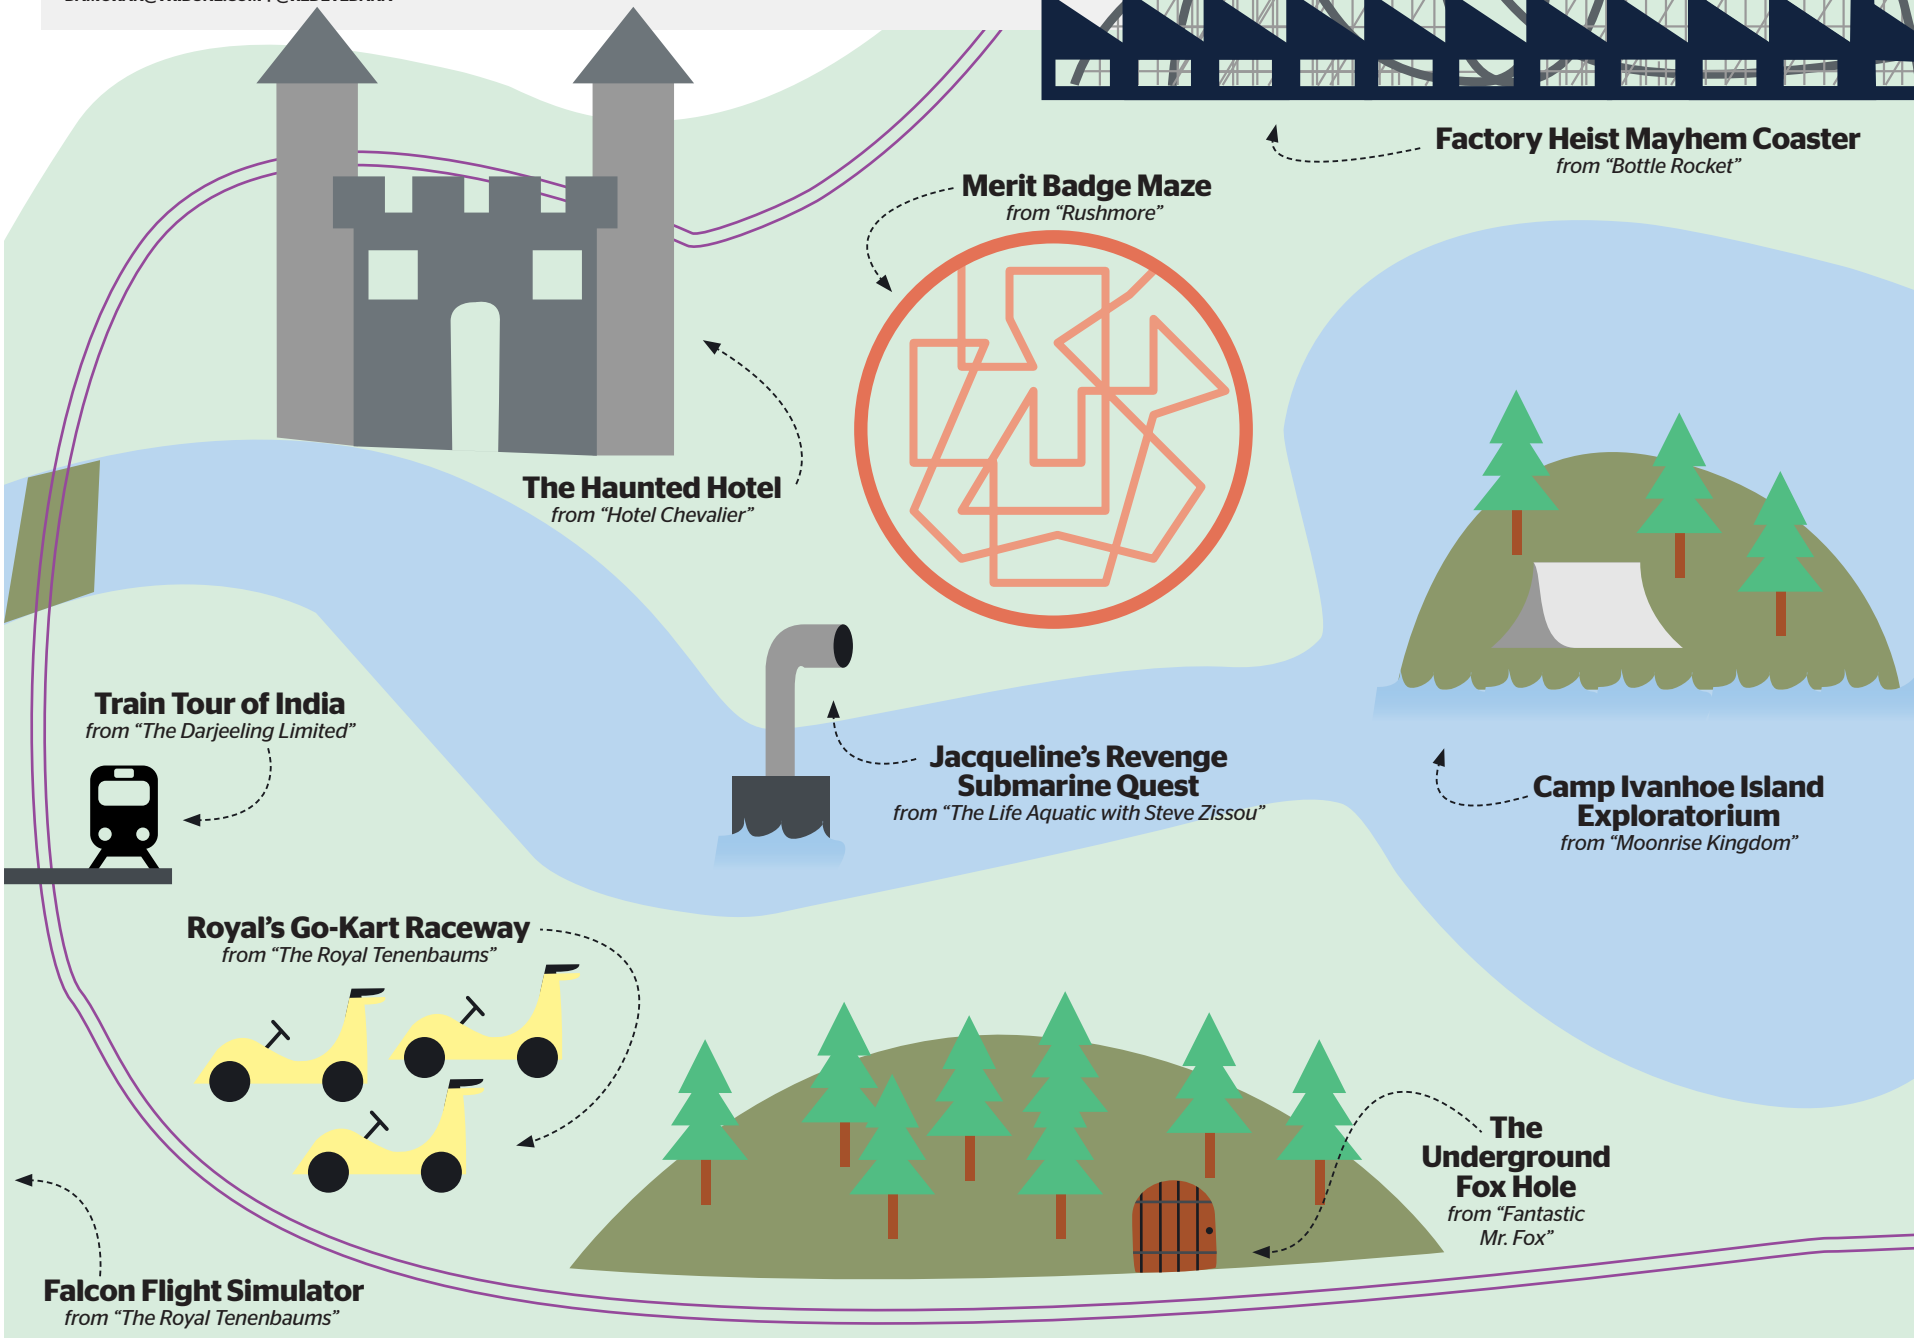 Factory Heist Mayhem Coaster
from “Bottle Rocket”
Merit Badge Maze
from “Rushmore”
The Haunted Hotel
from “Hotel Chevalier”
Train Tour of India
from “The Darjeeling Limited”
Jacqueline’s Revenge
Submarine Quest
from “The Life Aquatic with Steve Zissou”
Camp Ivanhoe Island
Exploratorium
from “Moonrise Kingdom”
Royal’s Go-Kart Raceway
from “The Royal Tenenbaums”
The
Underground
Fox Hole
from “Fantastic
Mr. Fox”
Falcon Flight Simulator
from “The Royal Tenenbaums”